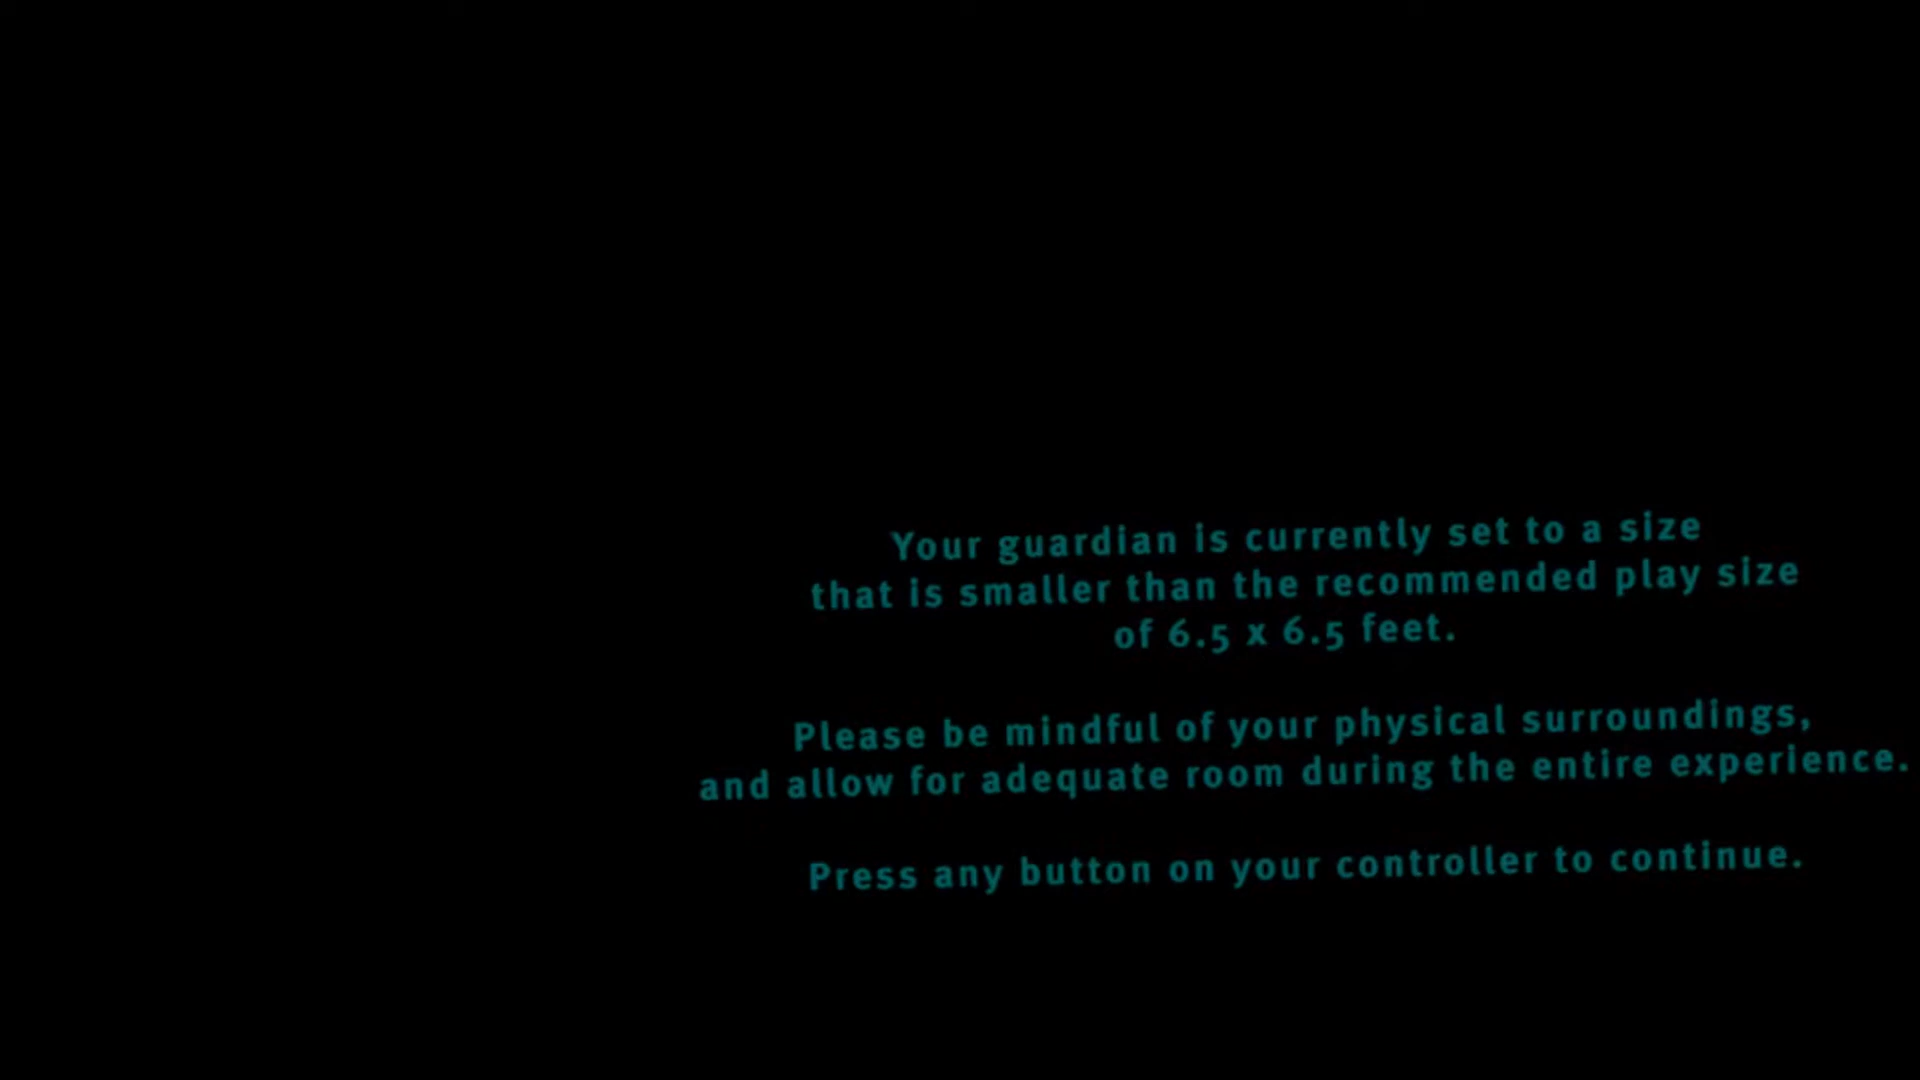 Your guardian is currently set to a size
that is smaller than the recommended play size
of 6.5 x 6.5 feet.
Please be mindful of your physical surroundings,
and allow for adequate room during the entire experience.
Press any button on your controller to continue.